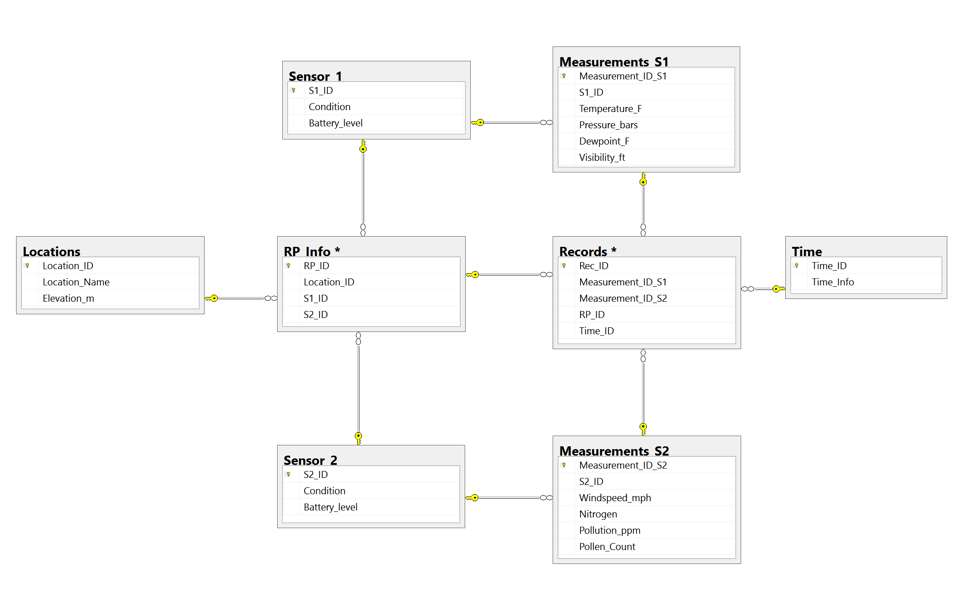 Sensor_1
S1_ID
Condition
Battery_level
Measurements_S1
Measurement_ID_S1
S1_ID
Temperature_F
Pressure_bars
Dewpoint_F
Visibility_ft
Locations
Location_ID
Location_Name
Elevation_m
RP_Info *
RP_ID
Location_ID
S1_ID
S2_ID
Records *
Rec_ID
Measurement_ID_S1
Measurement_ID_S2
RP_ID
Time_ID
Time
Time_ID
Time_Info
Sensor_2
S2_ID
Condition
Battery_level
Measurements_S2
Measurement_ID_S2
S2_ID
Windspeed_mph
Nitrogen
Pollution_ppm
Pollen_Count